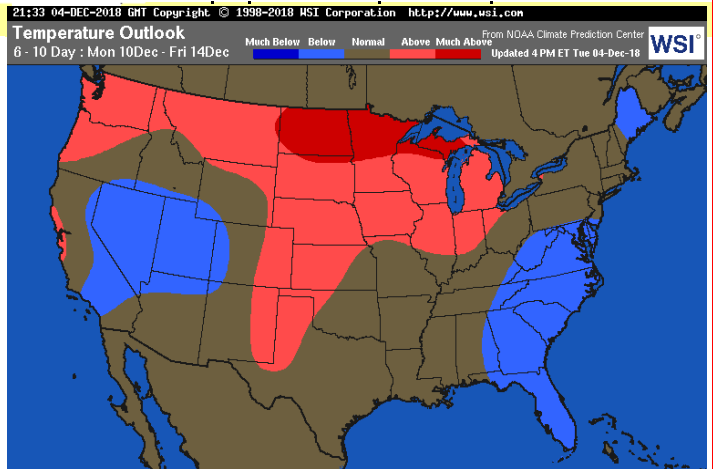 21:33 04-DEC-2018 GMT Copyright © 1998-2018 WSI Corporation http://www.wsi.com
Temperature Outlook
From NOAA Climate Prediction Center
Much Below Below Normal Above Much Above
WSI
6 - 10 Day : Mon 10Dec - Fri 14Dec
Updated 4 PM ET Tue 04-Dec-18